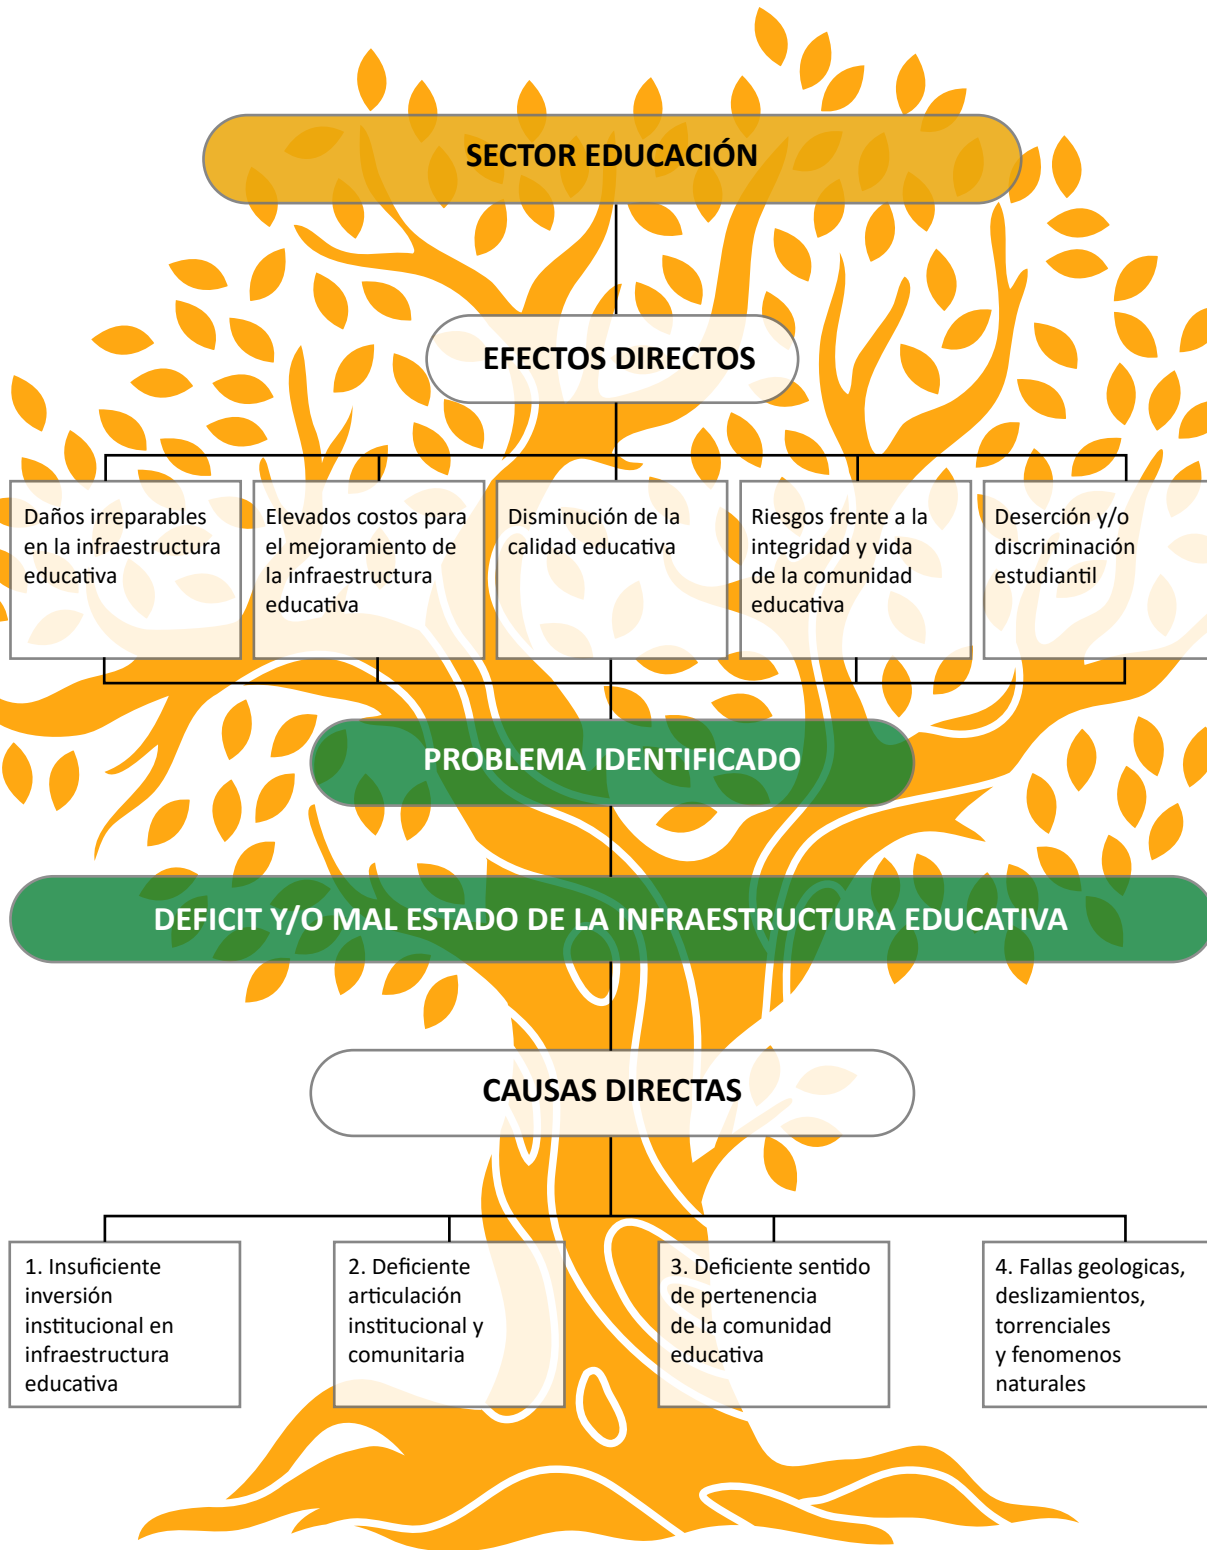 SECTOR EDUCACIÓN
EFECTOS DIRECTOS
Daños irreparables
en la infraestructura
educativa
Elevados costos para
el mejoramiento de
la infraestructura
educativa
Disminución de la
calidad educativa
Riesgos frente a la
integridad y vida
de la comunidad
educativa
Deserción y/o
discriminación
estudiantil
PROBLEMA IDENTIFICADO
DEFICIT Y/O MAL ESTADO DE LA INFRAESTRUCTURA EDUCATIVA
CAUSAS DIRECTAS
1. Insuficiente
inversión
institucional en
infraestructura
educativa
2. Deficiente
articulación
institucional y
comunitaria
3. Deficiente sentido
de pertenencia
de la comunidad
educativa
4. Fallas geologicas,
deslizamientos,
torrenciales
y fenomenos
naturales